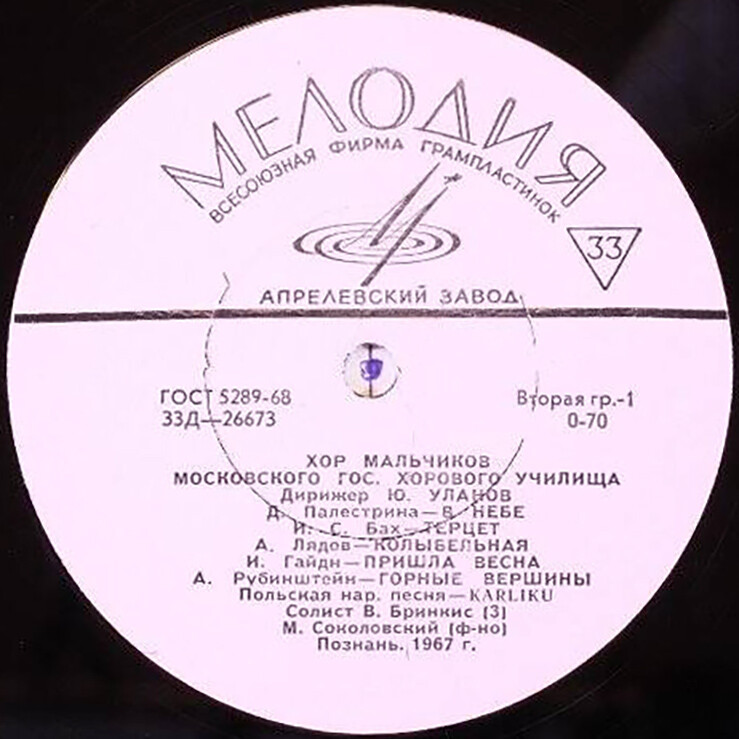 МЕЛОДИЯ
ВСЕСОЮЗНАЯ ФИРМА ГРАМПЛАСТИНОК
33
АПРЕЛЕВСКИЙ ЗАВОД
ГОСТ 5289-68
Вторая гр.-1
33Д—26673
0-70
ХОР МАЛЬЧИКОВ
МОСКОВСКОГО ГОС. ХОРОВОГО УЧИЛИЩА
Дирижер Ю. УЛАНОВ
Д. Палестрина—В НЕБЕ
И. С. Бах—ТЕРЦЕТ
А. Лядов—КОЛЫБЕЛЬНАЯ
И. Гайдн—ПРИШЛА ВЕСНА
А. Рубинштейн—ГОРНЫЕ ВЕРШИНЫ
Польская нар. песня—KARLIKU
Солист В. Бринкис (3)
М. Соколовский (ф-но)
Познань. 1967 г.